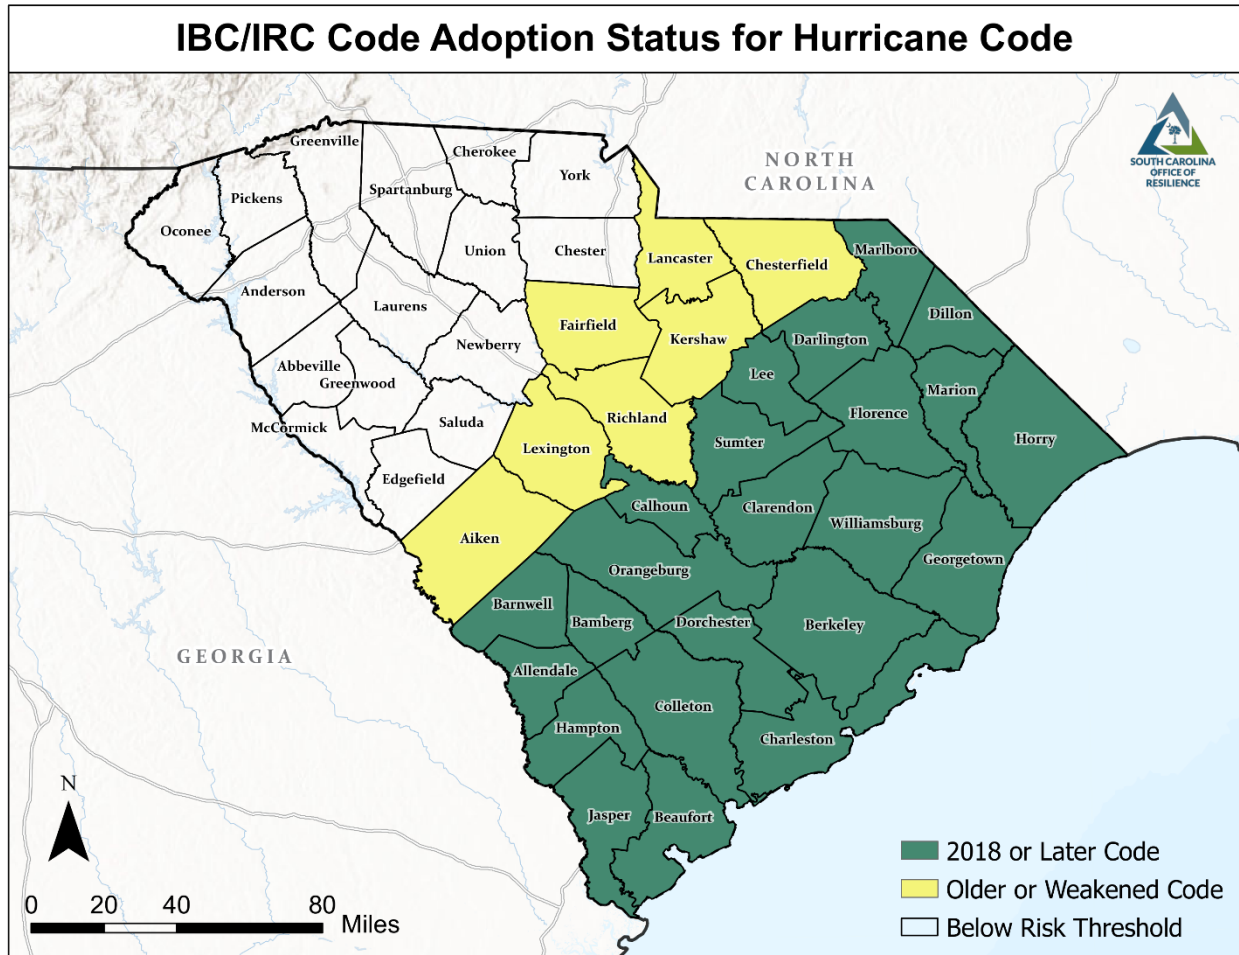 IBC/IRC Code Adoption Status for Hurricane Code
SOUTH CAROLINA
OFFICE OF
RESILIENCE
NORTH
CAROLINA
GEORGIA
Greenville
Cherokee
York
Spartanburg
Pickens
Oconee
Union
Chester
Anderson
Laurens
Newberry
Abbeville
Greenwood
McCormick
Saluda
Edgefield
Lancaster
Chesterfield
Marlboro
Fairfield
Kershaw
Darlington
Dillon
Lee
Marion
Richland
Florence
Horry
Lexington
Sumter
Calhoun
Clarendon
Williamsburg
Aiken
Georgetown
Orangeburg
Barnwell
Bamberg
Dorchester
Berkeley
Allendale
Colleton
Hampton
Charleston
Jasper
Beaufort
N
0 20 40 80 Miles
2018 or Later Code
Older or Weakened Code
Below Risk Threshold